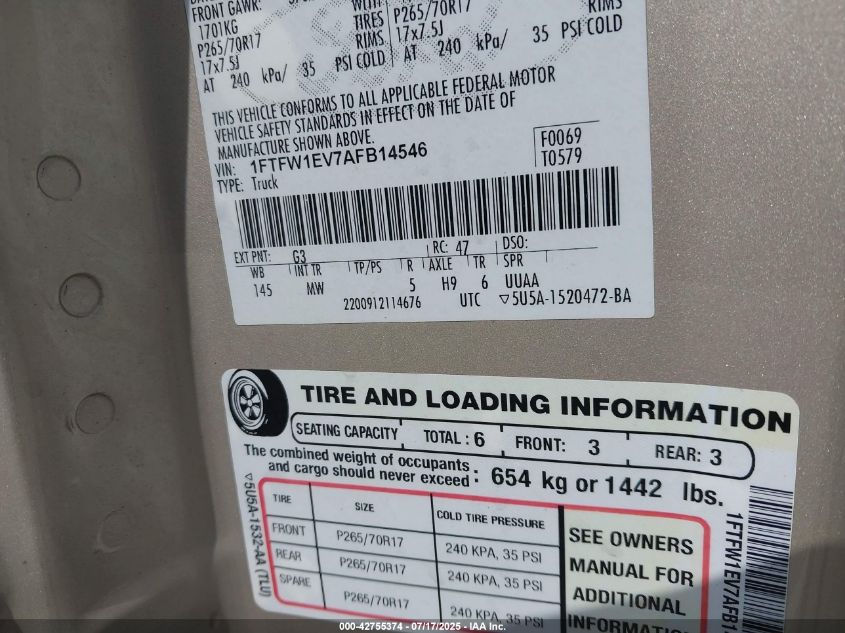 FRONT GAWR:
WITH
RIMS
1701KG
TIRES P265/70R17
P265/70R17
RIMS 17x7.5J
17x7.5J
AT 240 kPa/ 35 PSI COLD
AT 240 kPa/ 35 PSI COLD
THIS VEHICLE CONFORMS TO ALL APPLICABLE FEDERAL MOTOR
VEHICLE SAFETY STANDARDS IN EFFECT ON THE DATE OF
MANUFACTURE SHOWN ABOVE.
VIN: 1FTFW1EV7AFB14546
TYPE: Truck
F0069
T0579
EXT PNT: G3 RC: 47 DSO:
WB INT TR TP/PS R AXLE TR SPR
145 MW 5 H9 6 UUAA
2200912114676 UTC ▽5U5A-1520472-BA
TIRE AND LOADING INFORMATION
SEATING CAPACITY TOTAL : 6 FRONT: 3 REAR: 3
The combined weight of occupants
and cargo should never exceed : 654 kg or 1442 lbs.
▽5U5A-1532-AA (TLU)
TIRE SIZE COLD TIRE PRESSURE
FRONT P265/70R17 240 KPA, 35 PSI
REAR P265/70R17 240 KPA, 35 PSI
SPARE P265/70R17 240 KPA, 35 PSI
SEE OWNERS
MANUAL FOR
ADDITIONAL
INFORMATION
1FTFW1EV7AFB1
000-42755374 - 07/17/2025 - IAA Inc.